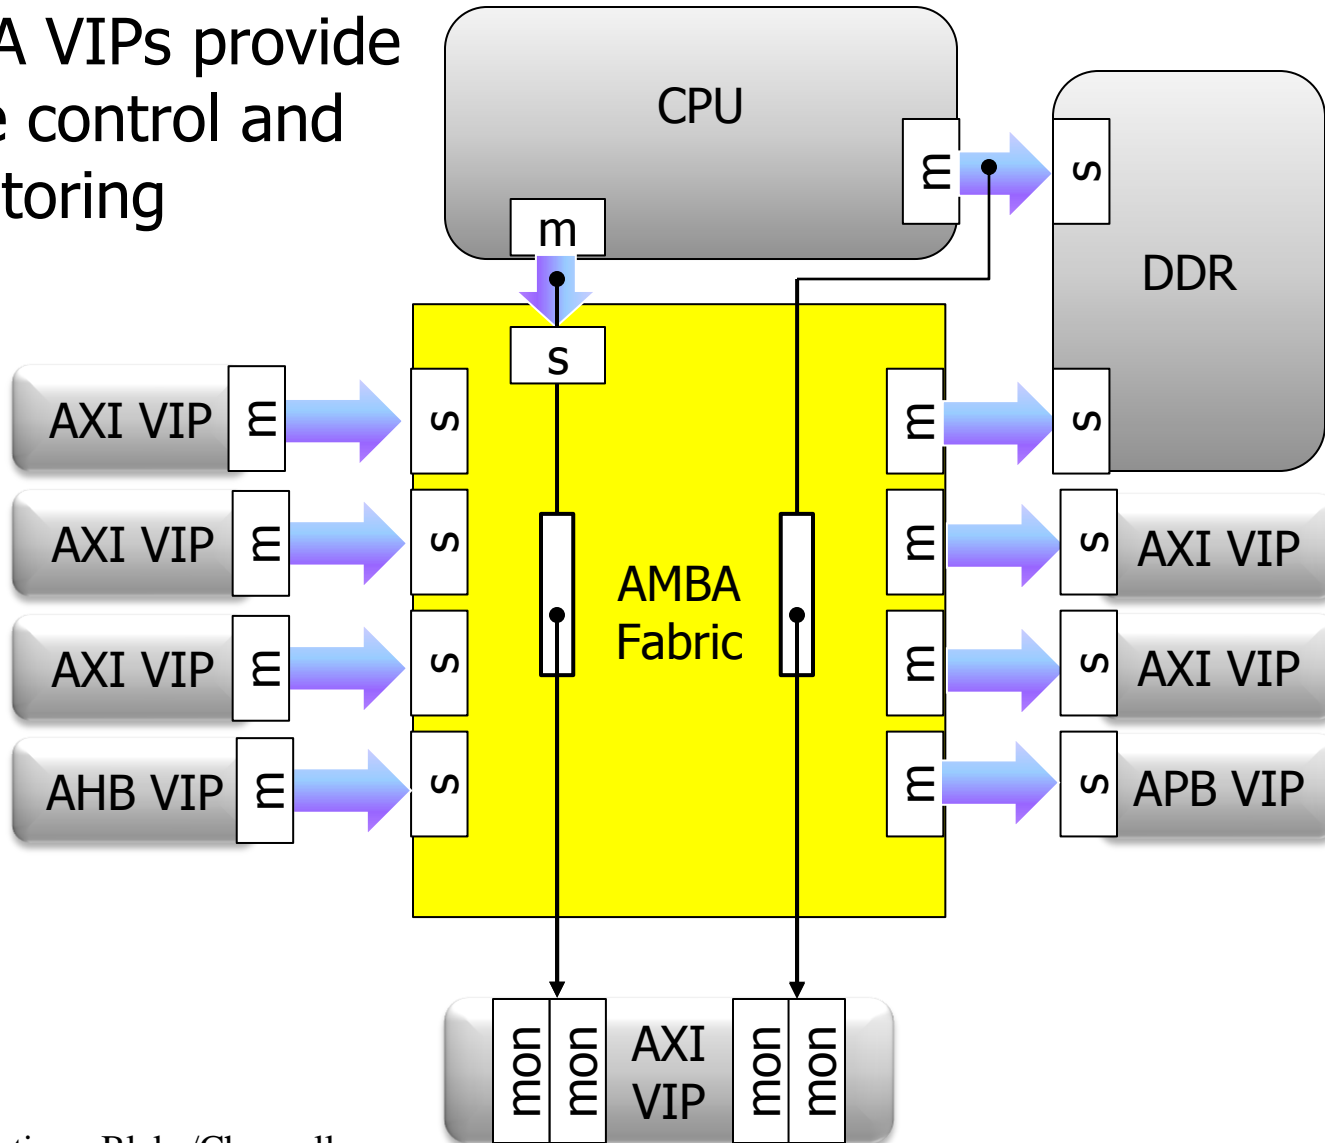 A VIPs provide
e control and
toring
CPU
m
s
DDR
m
s
AXI VIP
m
s
m
s
AXI VIP
m
s
m
s
AXI VIP
AXI VIP
m
s
m
s
AXI VIP
AHB VIP
m
s
m
s
APB VIP
AMBA
Fabric
mon
mon
AXI
VIP
mon
mon